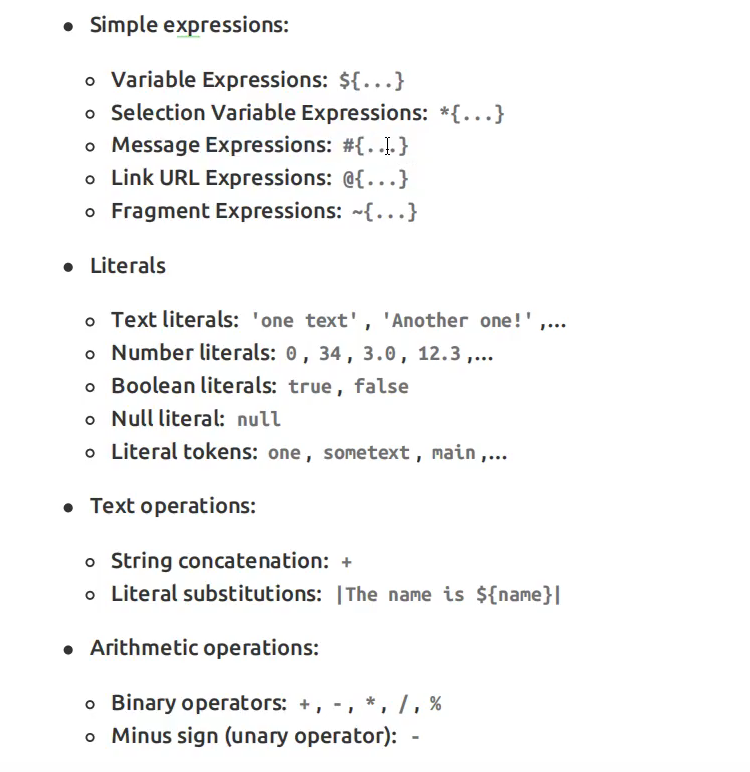 Simple expressions:
Variable Expressions: ${...}
Selection Variable Expressions: *{...}
Message Expressions: #{...}
Link URL Expressions: @{...}
Fragment Expressions: ~{...}
Literals
Text literals: 'one text', 'Another one!',...
Number literals: 0, 34, 3.0, 12.3,...
Boolean literals: true, false
Null literal: null
Literal tokens: one, sometext, main,...
Text operations:
String concatenation: +
Literal substitutions: |The name is ${name}|
Arithmetic operations:
Binary operators: +, -, *, /, %
Minus sign (unary operator): -